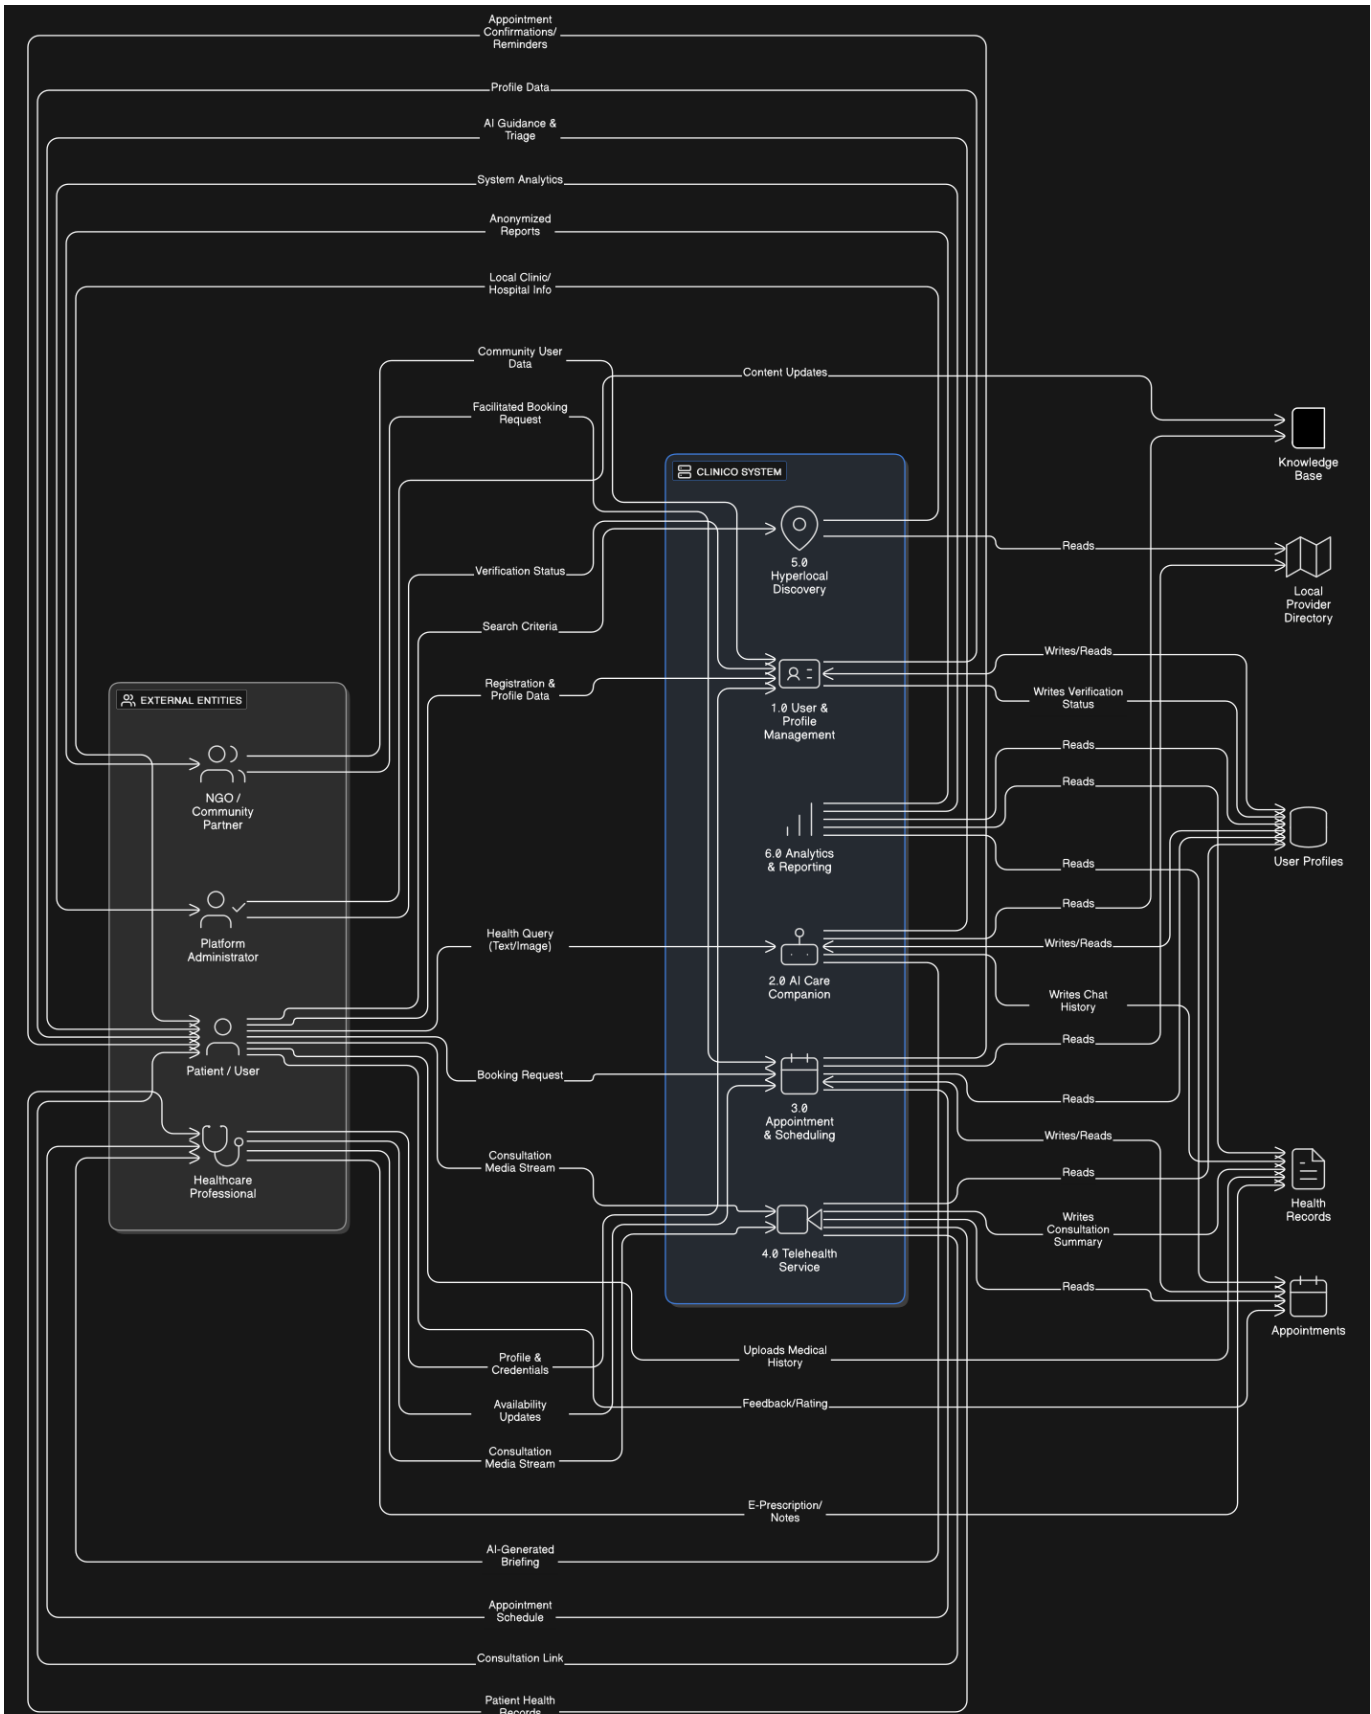 Appointment
Confirmations/
Reminders
Profile Data
AI Guidance &
Triage
System Analytics
Anonymized
Reports
Local Clinic/
Hospital Info
Community User
Data
Content Updates
Facilitated Booking
Request
Knowledge
Base
CLINICO SYSTEM
Reads
5.0
Hyperlocal
Discovery
Verification Status
Local
Provider
Directory
Search Criteria
Writes/Reads
Registration &
Profile Data
Writes Verification
Status
EXTERNAL ENTITIES
1.0 User &
Profile
Management
Reads
Reads
NGO /
Community
Partner
6.0 Analytics
& Reporting
Reads
User Profiles
Reads
Health Query
(Text/Image)
Writes/Reads
Platform
Administrator
2.0 AI Care
Companion
Writes Chat
History
Reads
Patient / User
Booking Request
Reads
3.0
Appointment
& Scheduling
Writes/Reads
Consultation
Media Stream
Reads
Healthcare
Professional
Health
Records
Writes
Consultation
Summary
4.0 Telehealth
Service
Reads
Appointments
Profile &
Credentials
Uploads Medical
History
Availability
Updates
Feedback/Rating
Consultation
Media Stream
E-Prescription/
Notes
AI-Generated
Briefing
Appointment
Schedule
Consultation Link
Patient Health
Records